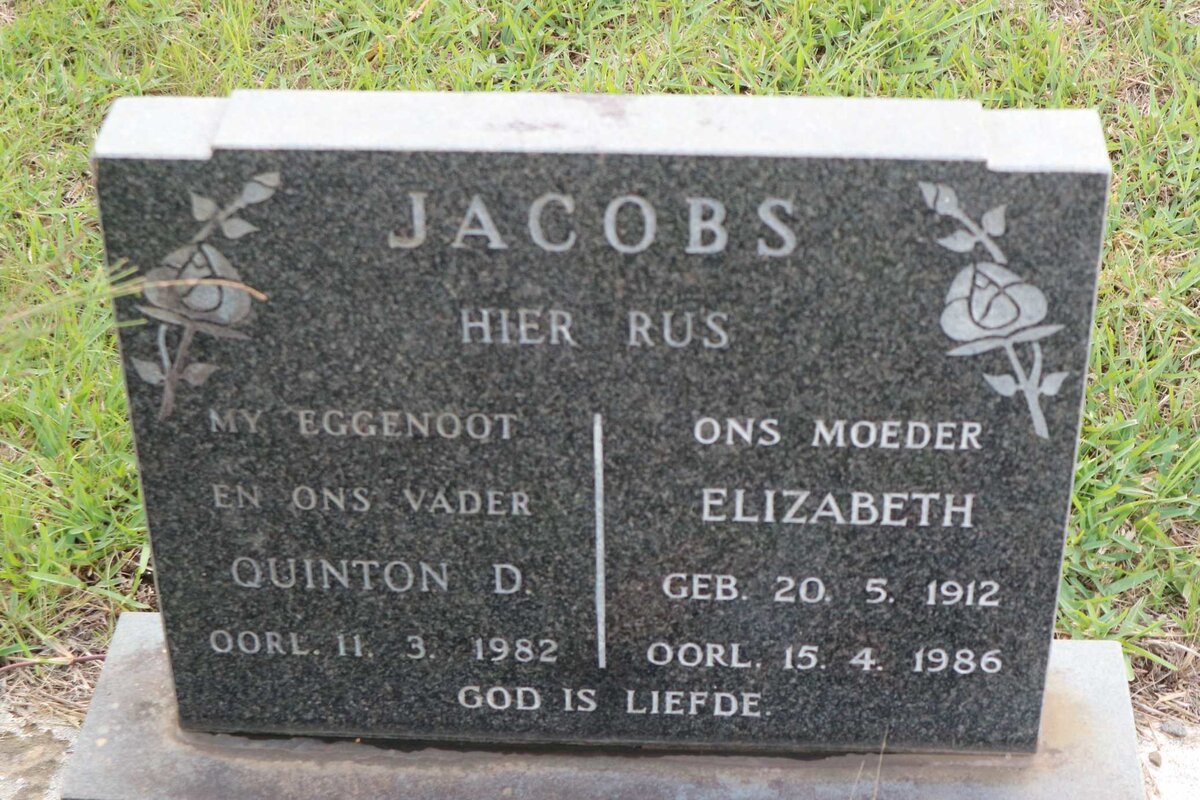 JACOBS
HIER RUS
MY EGGENOOT
EN ONS VADER
QUINTON D.
OORL. 11. 3. 1982
ONS MOEDER
ELIZABETH
GEB. 20. 5. 1912
OORL. 15. 4. 1986
GOD IS LIEFDE.